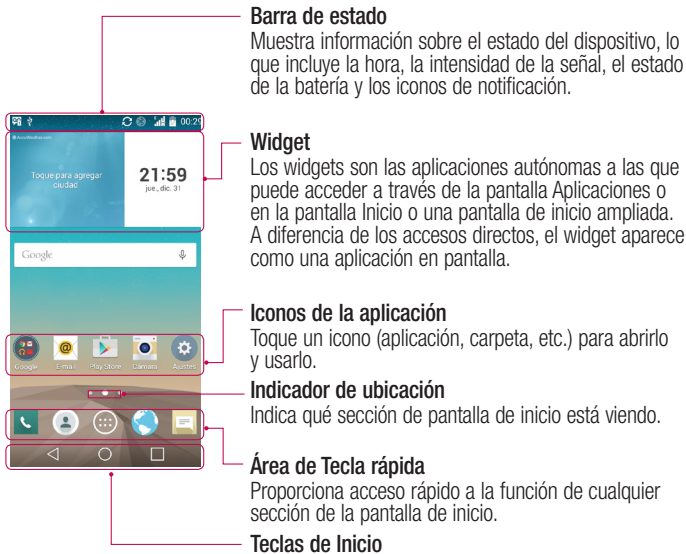 Barra de estado
Muestra información sobre el estado del dispositivo, lo
que incluye la hora, la intensidad de la señal, el estado
de la batería y los iconos de notificación.
00:29
AccuWeather.com
Toque para agregar
ciudad
21:59
jue., dic. 31
Widget
Los widgets son las aplicaciones autónomas a las que
puede acceder a través de la pantalla Aplicaciones o
en la pantalla Inicio o una pantalla de inicio ampliada.
A diferencia de los accesos directos, el widget aparece
como una aplicación en pantalla.
Google
Iconos de la aplicación
Toque un icono (aplicación, carpeta, etc.) para abrirlo
y usarlo.
Google
E-mail
Play Store
Cámara
Ajustes
Indicador de ubicación
Indica qué sección de pantalla de inicio está viendo.
Área de Tecla rápida
Proporciona acceso rápido a la función de cualquier
sección de la pantalla de inicio.
Teclas de Inicio